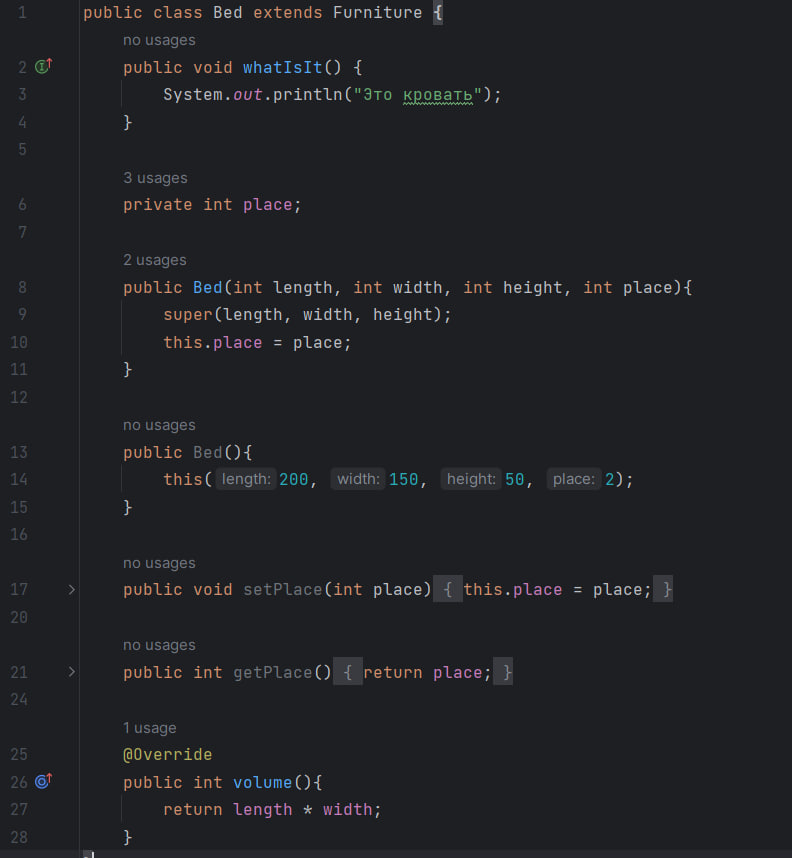 1 public class Bed extends Furniture {
no usages
2 public void whatIsIt() {
3 System.out.println("Это кровать");
4 }
5
3 usages
6 private int place;
7
2 usages
8 public Bed(int length, int width, int height, int place){
9 super(length, width, height);
10 this.place = place;
11 }
12
no usages
13 public Bed(){
14 this( length: 200, width: 150, height: 50, place: 2);
15 }
16
no usages
17 public void setPlace(int place) { this.place = place; }
20
no usages
21 public int getPlace() { return place; }
24
1 usage
25 @Override
26 public int volume(){
27 return length * width;
28 }
}